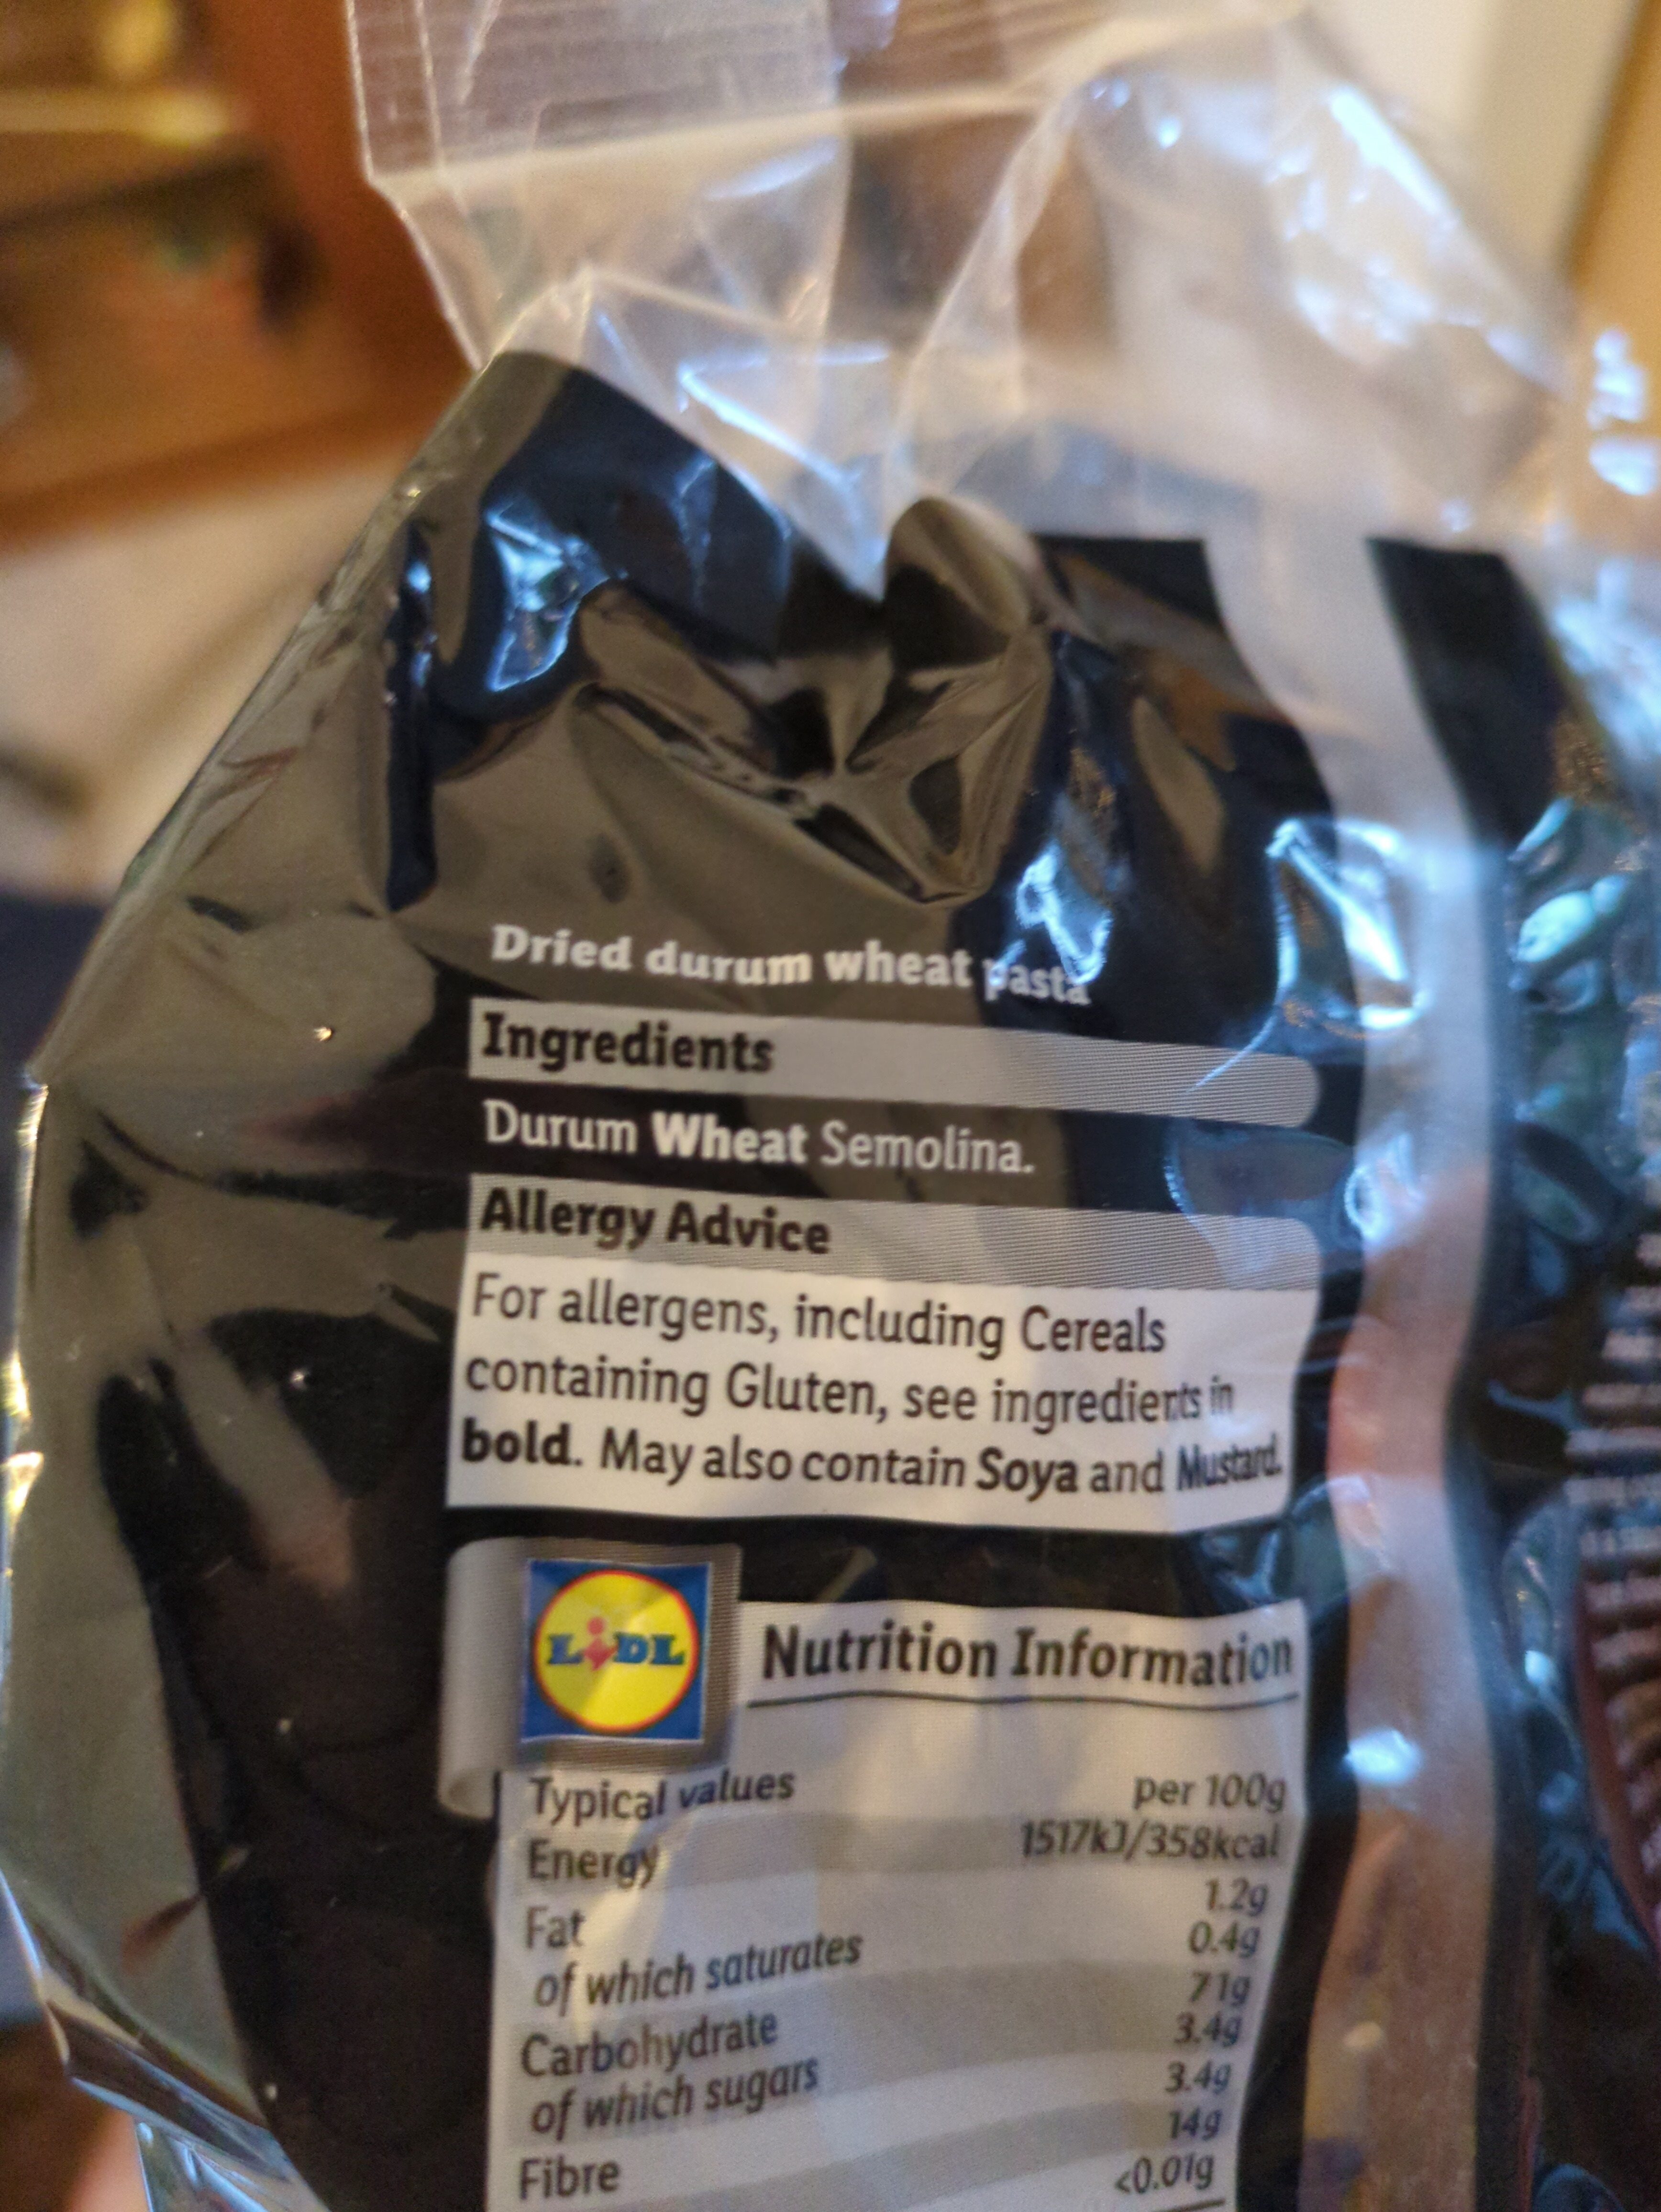 Dried durum wheat pasta
Ingredients
Durum Wheat Semolina.
Allergy Advice
For allergens, including Cereals
containing Gluten, see ingredients in
bold. May also contain Soya and Mustard.
LIDL
Nutrition Information
Typical values per 100g
Energy 1517kJ/358kcal
Fat 1.2g
of which saturates 0.4g
Carbohydrate 71g
of which sugars 3.4g
Fibre 3.4g
14g
<0.01g